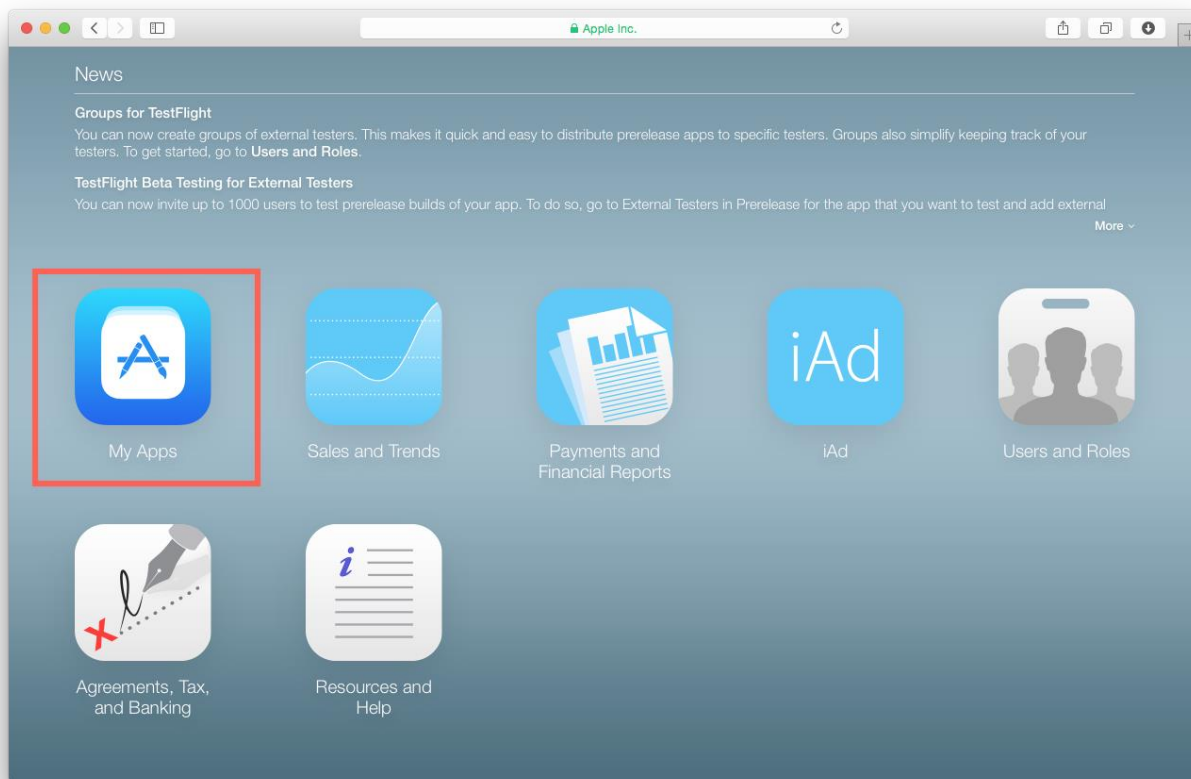 Apple Inc.
News
Groups for TestFlight
You can now create groups of external testers. This makes it quick and easy to distribute prerelease apps to specific testers. Groups also simplify keeping track of your
testers. To get started, go to Users and Roles.
TestFlight Beta Testing for External Testers
You can now invite up to 1000 users to test prerelease builds of your app. To do so, go to External Testers in Prerelease for the app that you want to test and add external
More
iAd
My Apps
Sales and Trends
Payments and
Financial Reports
iAd
Users and Roles
i
Agreements, Tax,
and Banking
Resources and
Help